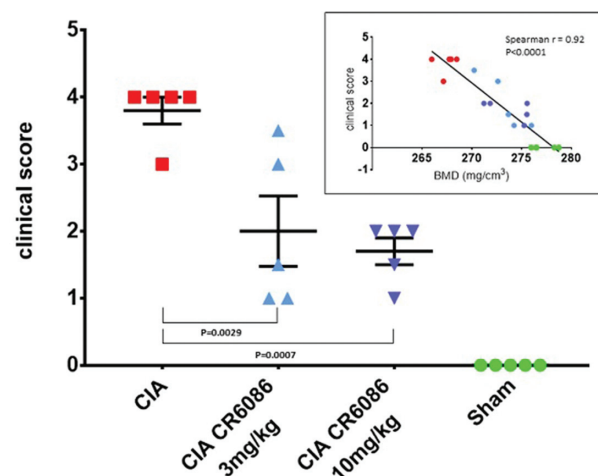 Spearman r = 0.92
P<0.0001
clinical score
5
4
3
2
1
0
-1
265
270
275
280
BMD (mg/cm³)
clinical score
5
4
3
2
1
0
P=0.0029
P=0.0007
CIA
CIA CR6086
3mg/kg
CIA CR6086
10mg/kg
Sham